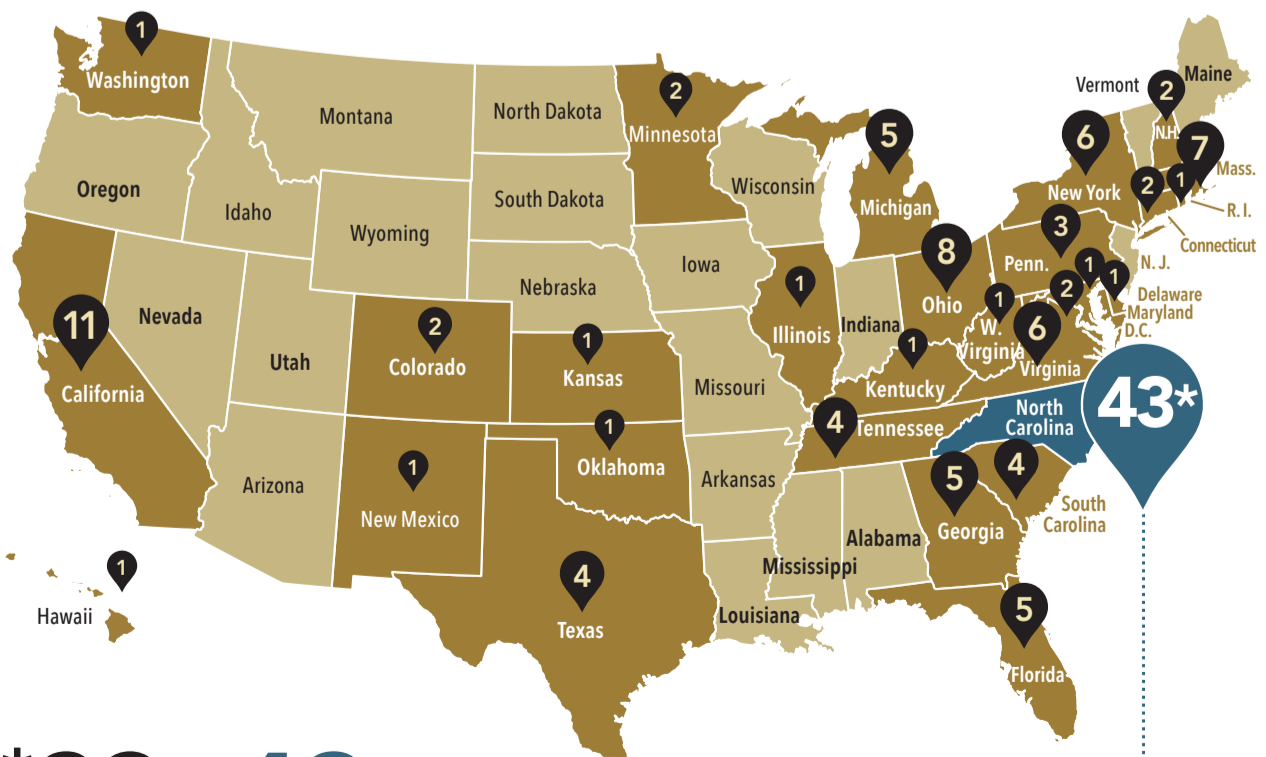 1
Washington
Montana
North Dakota
2
Minnesota
5
Michigan
Vermont
2
Maine
N.H.
6
New York
7
Mass.
2
1
R. I.
Connecticut
Oregon
Idaho
Wyoming
South Dakota
Wisconsin
3
Penn.
1
N. J.
1
Delaware
2
Maryland
D.C.
Nebraska
Iowa
1
Illinois
Indiana
8
Ohio
1
W.
Virginia
6
Virginia
11
California
Nevada
Utah
2
Colorado
1
Kansas
Missouri
1
Kentucky
4
Tennessee
North
Carolina
43*
Arizona
1
New Mexico
1
Oklahoma
Arkansas
5
Georgia
4
South
Carolina
1
Hawaii
4
Texas
Louisiana
Mississippi
Alabama
5
Florida